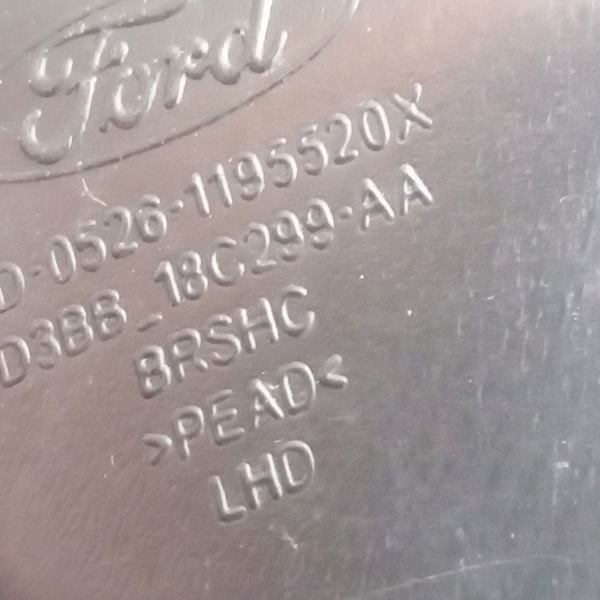 Ford
D-0526-1195520X
D3BB_18C299-AA
BRSHC
>PEAD<
LHD